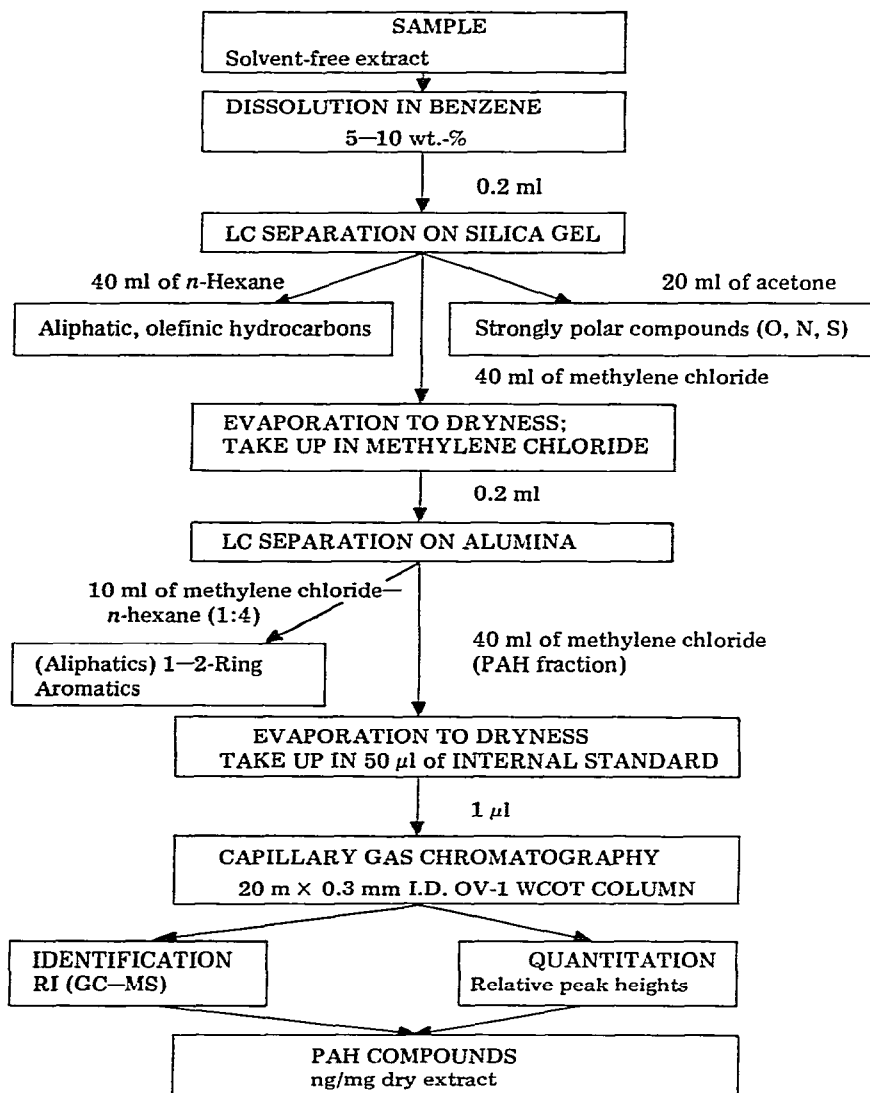 SAMPLE
Solvent-free extract
DISSOLUTION IN BENZENE
5—10 wt.-%
0.2 ml
LC SEPARATION ON SILICA GEL
40 ml of n-Hexane
20 ml of acetone
Aliphatic, olefinic hydrocarbons
Strongly polar compounds (O, N, S)
40 ml of methylene chloride
EVAPORATION TO DRYNESS;
TAKE UP IN METHYLENE CHLORIDE
0.2 ml
LC SEPARATION ON ALUMINA
10 ml of methylene chloride—
n-hexane (1:4)
40 ml of methylene chloride
(PAH fraction)
(Aliphatics) 1—2-Ring
Aromatics
EVAPORATION TO DRYNESS
TAKE UP IN 50 μl of INTERNAL STANDARD
1 μl
CAPILLARY GAS CHROMATOGRAPHY
20 m × 0.3 mm I.D. OV-1 WCOT COLUMN
IDENTIFICATION
RI (GC—MS)
QUANTITATION
Relative peak heights
PAH COMPOUNDS
ng/mg dry extract